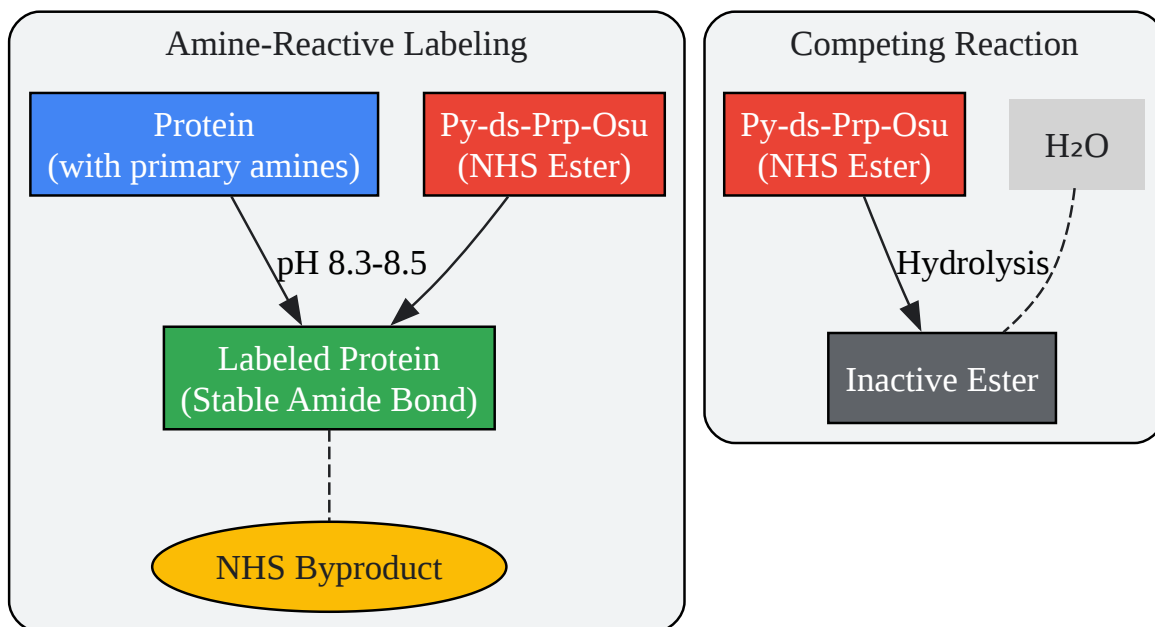 Amine-Reactive Labeling
Protein
(with primary amines)
Py-ds-Prp-Osu
(NHS Ester)
pH 8.3-8.5
Labeled Protein
(Stable Amide Bond)
NHS Byproduct
Competing Reaction
Py-ds-Prp-Osu
(NHS Ester)
H₂O
Hydrolysis
Inactive Ester